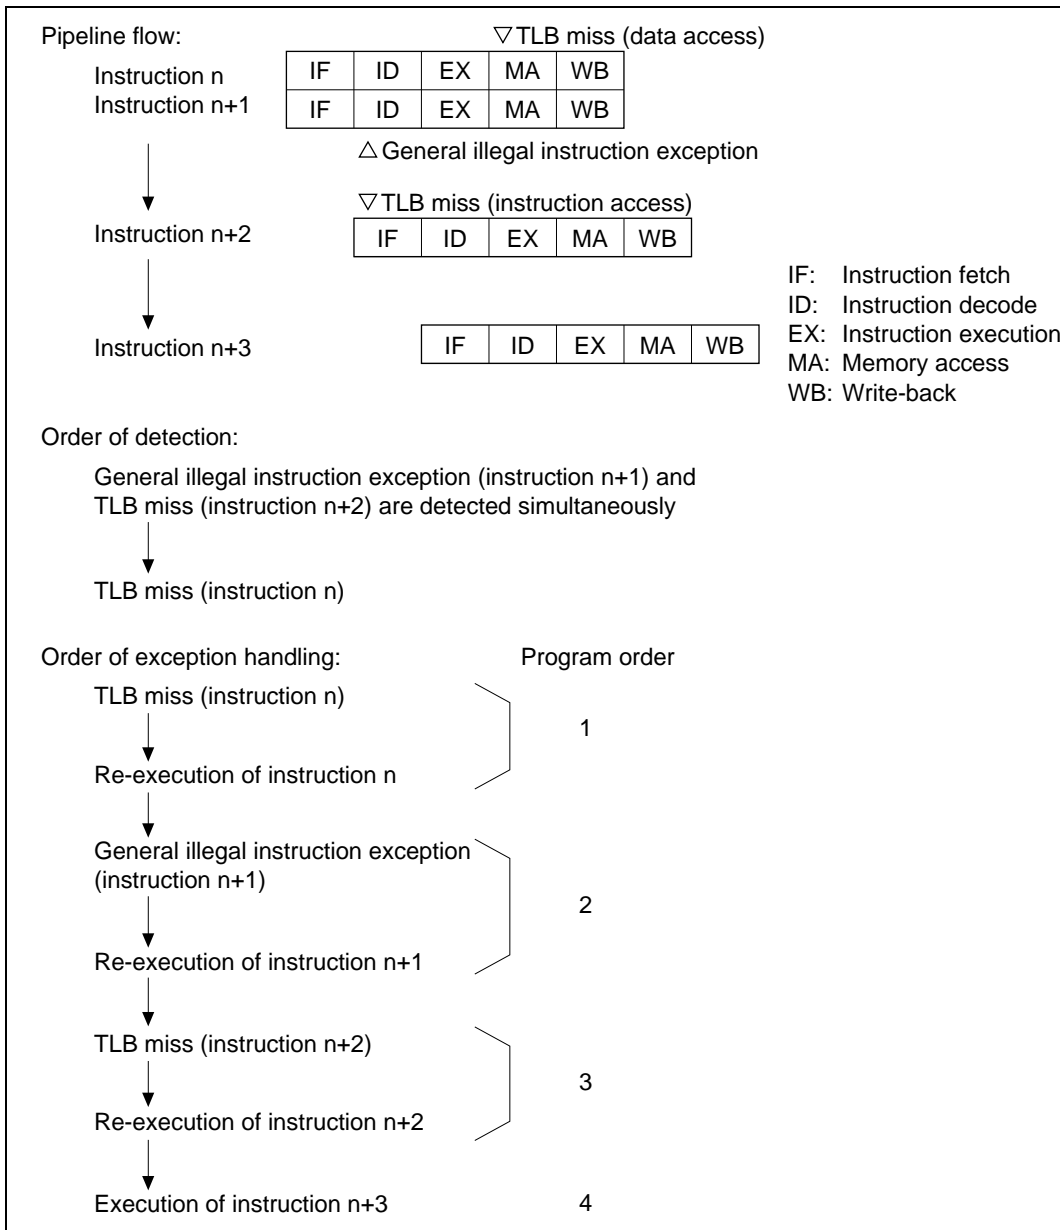 Pipeline flow:
▽TLB miss (data access)
Instruction n
IF ID EX MA WB
Instruction n+1
IF ID EX MA WB
△General illegal instruction exception
▽TLB miss (instruction access)
Instruction n+2
IF ID EX MA WB
Instruction n+3
IF ID EX MA WB
IF: Instruction fetch
ID: Instruction decode
EX: Instruction execution
MA: Memory access
WB: Write-back
Order of detection:
General illegal instruction exception (instruction n+1) and
TLB miss (instruction n+2) are detected simultaneously
TLB miss (instruction n)
Order of exception handling:
Program order
TLB miss (instruction n)
1
Re-execution of instruction n
General illegal instruction exception
(instruction n+1)
2
Re-execution of instruction n+1
TLB miss (instruction n+2)
3
Re-execution of instruction n+2
Execution of instruction n+3
4